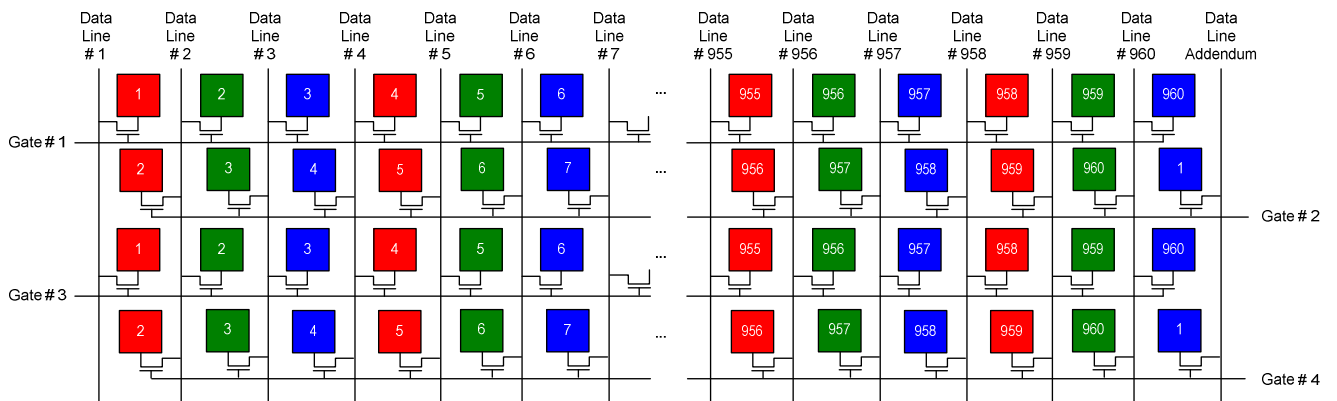 Data Line # 1
Data Line # 2
Data Line # 3
Data Line # 4
Data Line # 5
Data Line # 6
Data Line # 7
Data Line # 955
Data Line # 956
Data Line # 957
Data Line # 958
Data Line # 959
Data Line # 960
Data Line Addendum
1 2 3 4 5 6 ... 955 956 957 958 959 960
Gate # 1
2 3 4 5 6 7 ... 956 957 958 959 960 1
Gate # 2
1 2 3 4 5 6 ... 955 956 957 958 959 960
Gate # 3
2 3 4 5 6 7 ... 956 957 958 959 960 1
Gate # 4